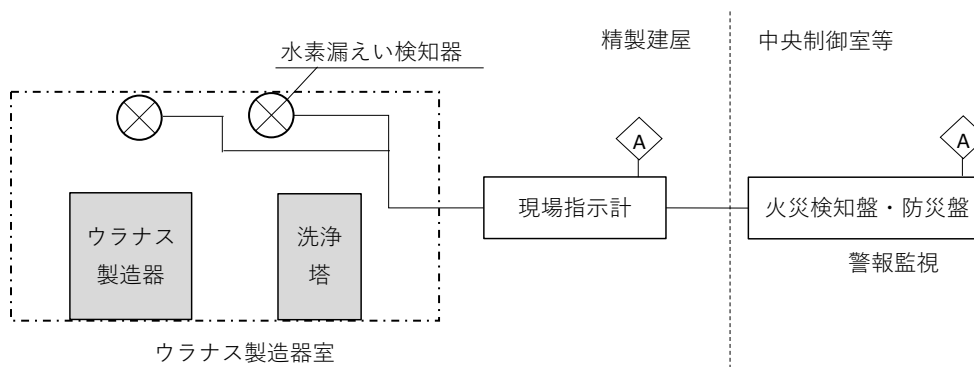 精製建屋
中央制御室等
水素漏えい検知器
A
A
現場指示計
火災検知盤・防災盤
ウラナス
製造器
洗浄
塔
警報監視
ウラナス製造器室